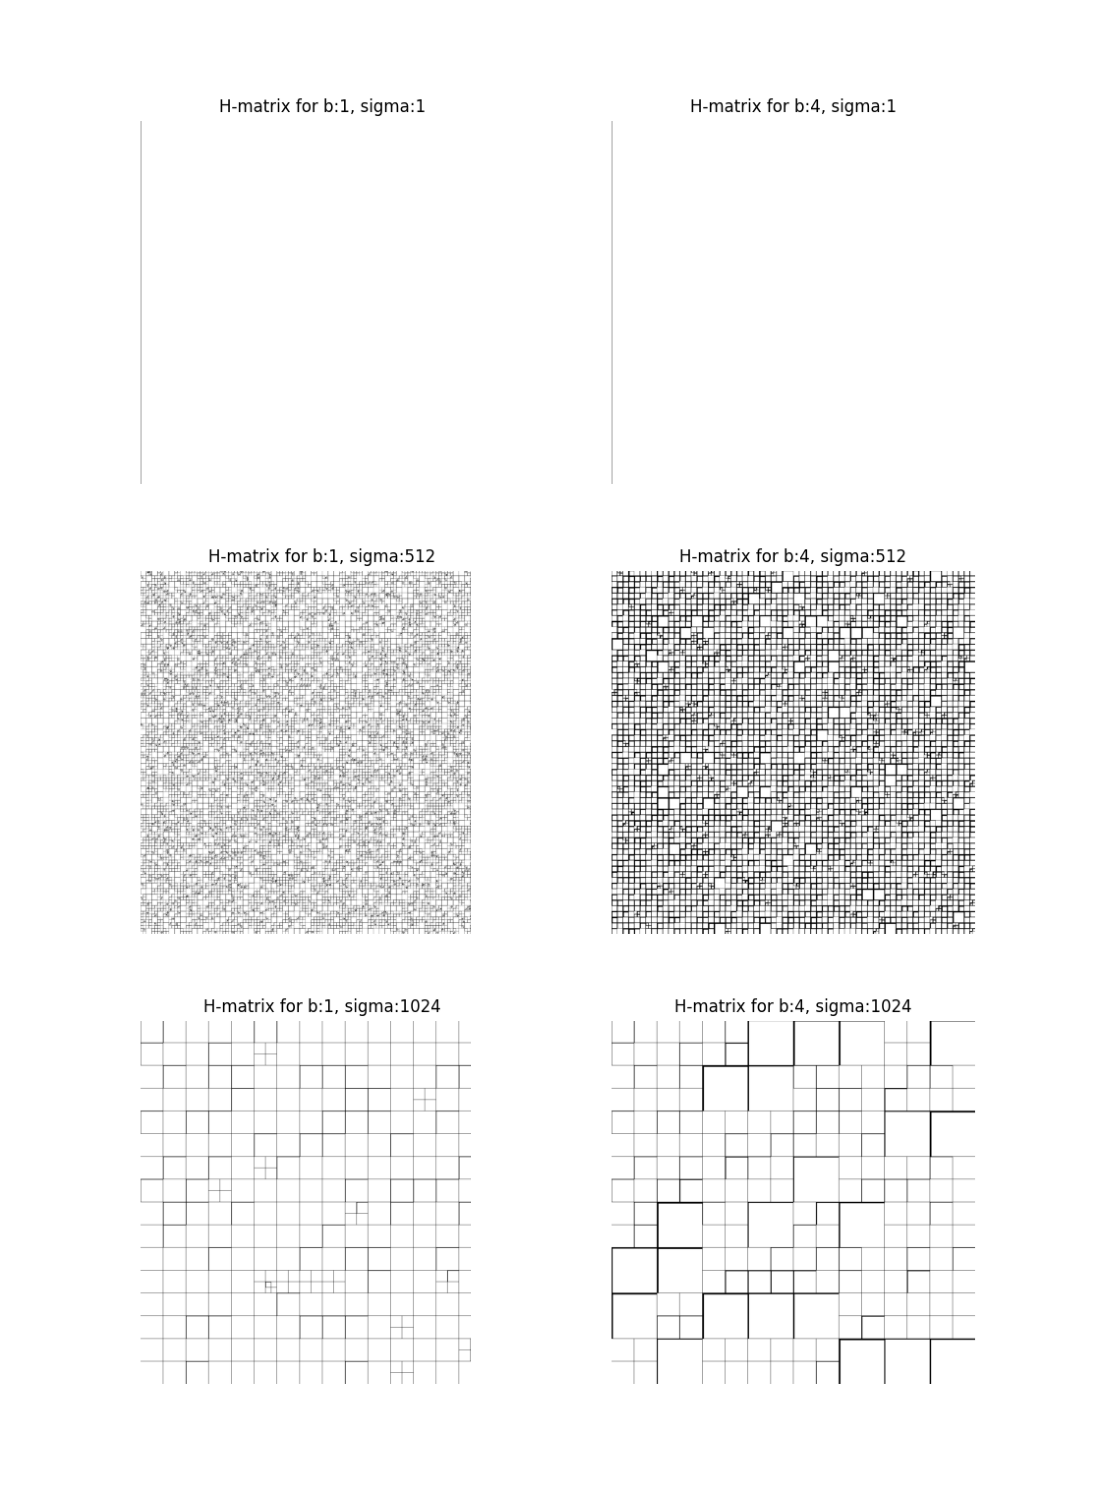 H-matrix for b:1, sigma:1
H-matrix for b:4, sigma:1
H-matrix for b:1, sigma:512
H-matrix for b:4, sigma:512
H-matrix for b:1, sigma:1024
H-matrix for b:4, sigma:1024